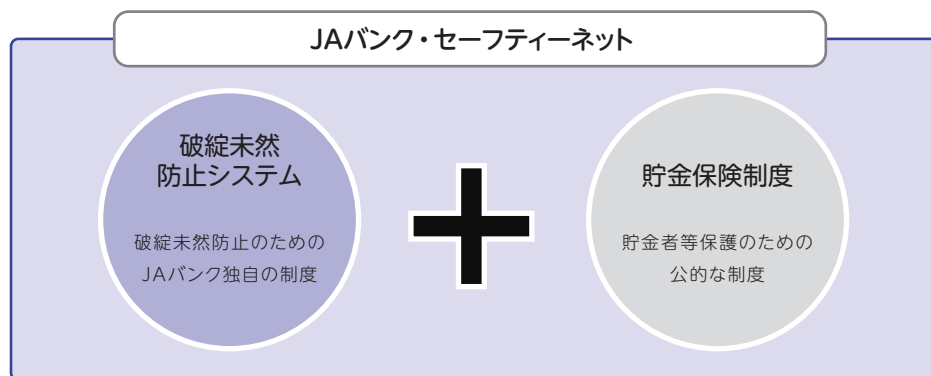 JAバンク・セーフティーネット
破綻未然
防止システム
破綻未然防止のための
JAバンク独自の制度
貯金保険制度
貯金者等保護のための
公的な制度